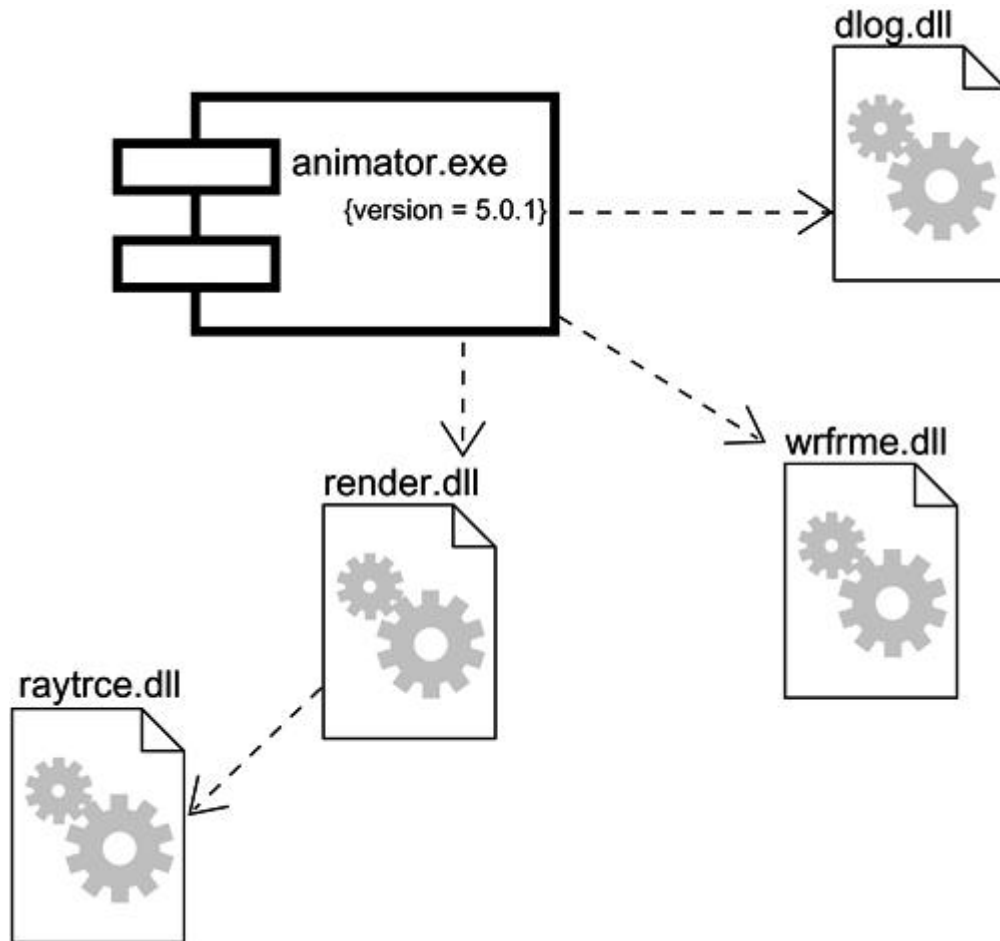 dlog.dll
animator.exe
{version = 5.0.1}
wrfrme.dll
render.dll
raytrce.dll